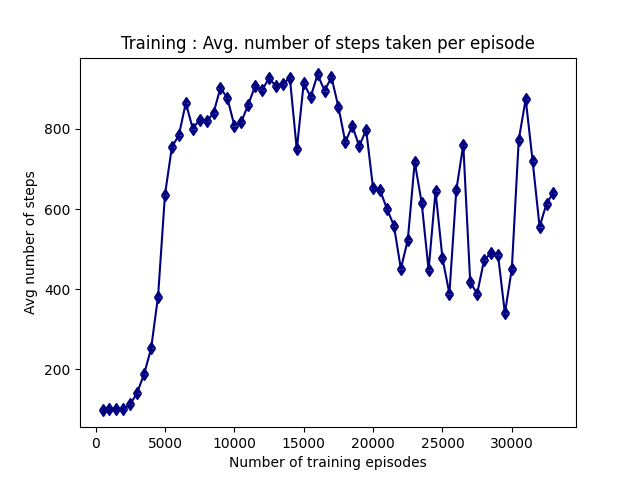 Training : Avg. number of steps taken per episode
Avg number of steps
800
600
400
200
0 5000 10000 15000 20000 25000 30000
Number of training episodes